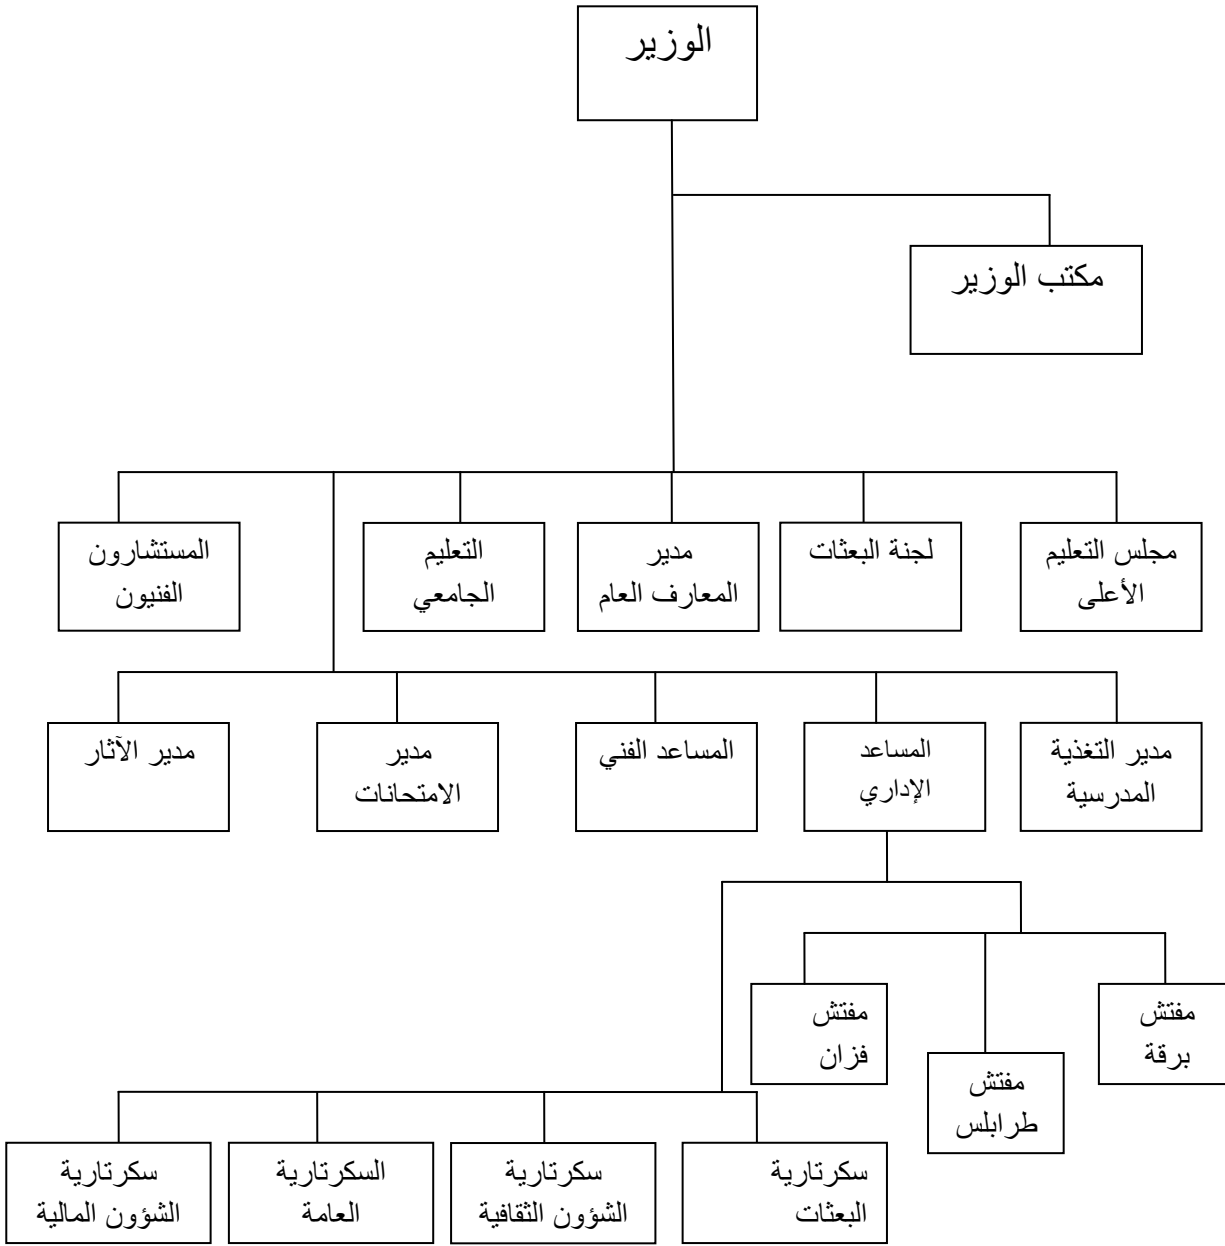 الوزير
مكتب الوزير
مجلس التعليم
الأعلى
لجنة البعثات
مدير
المعارف العام
التعليم
الجامعي
المستشارون
الفنيون
مدير التغذية
المدرسية
المساعد
الإداري
المساعد الفني
مدير
الامتحانات
مدير الآثار
مفتش
برقة
مفتش
طرابلس
مفتش
فزان
سكرتارية
البعثات
سكرتارية
الشؤون الثقافية
السكرتارية
العامة
سكرتارية
الشؤون المالية